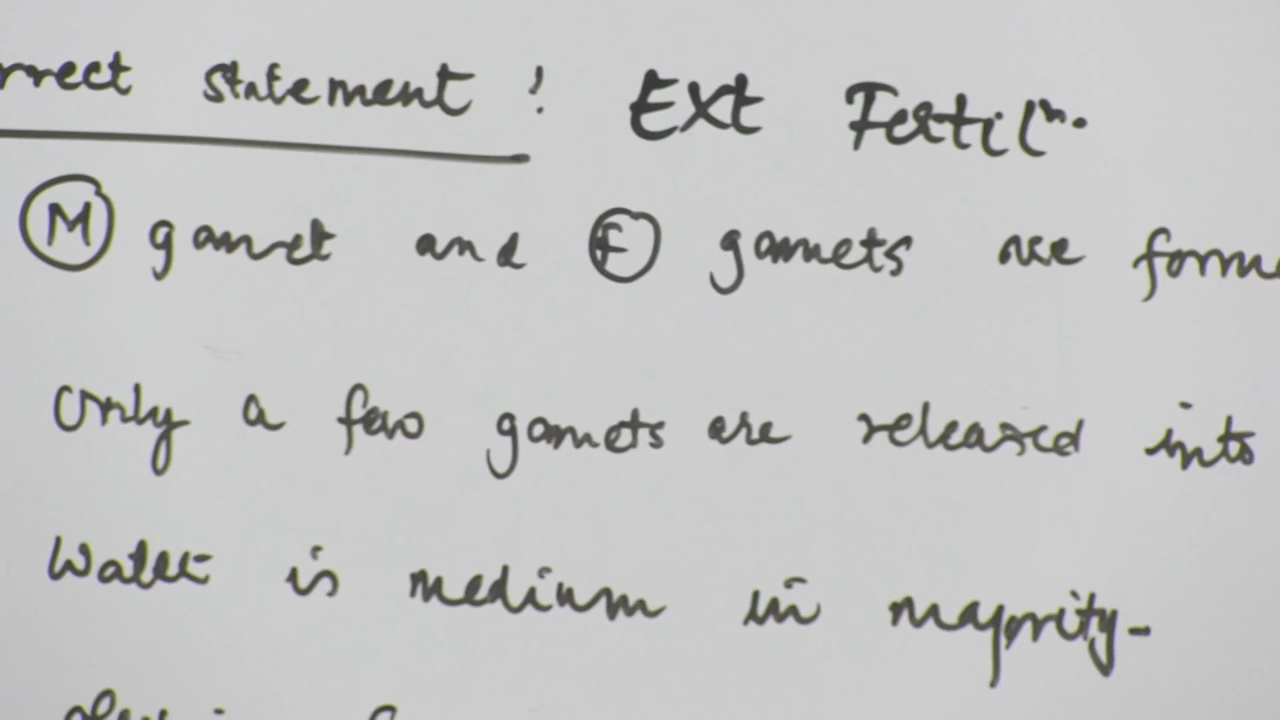 rrect statement ! Ext Fertiln.
M gamet and F gamets are forme
Only a few gamets are released into
Water is medium in majority-